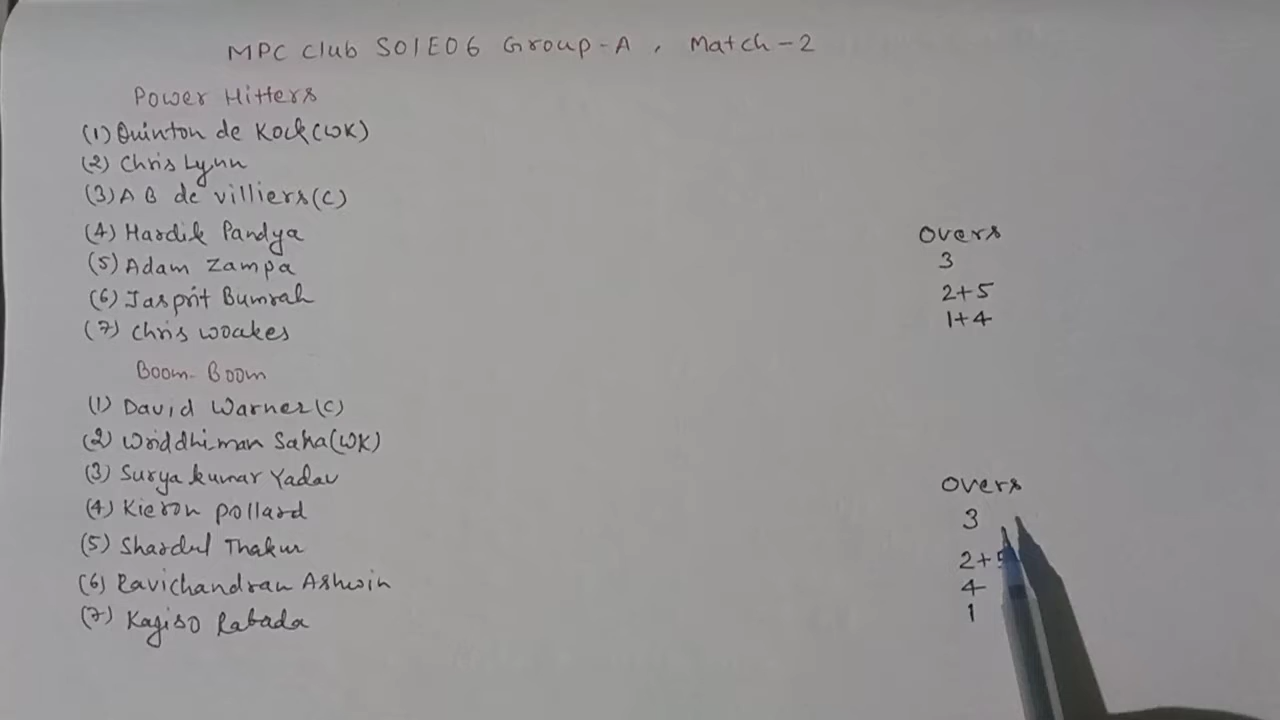 MPC Club S01E06 Group-A, Match-2
Power Hitters
(1) Quinton de Kock(WK)
(2) Chris Lynn
(3) A B de villiers(C)
(4) Hardik Pandya
(5) Adam Zampa
(6) Jasprit Bumrah
(7) Chris woakes
Overs
3
2+5
1+4
Boom-Boom
(1) David Warner(C)
(2) Wriddhiman Saha(WK)
(3) Surya kumar Yadav
(4) Kieron pollard
(5) Shardul Thakur
(6) Ravichandran Ashwin
(7) Kagiso Rabada
Overs
3
2+5
4
1